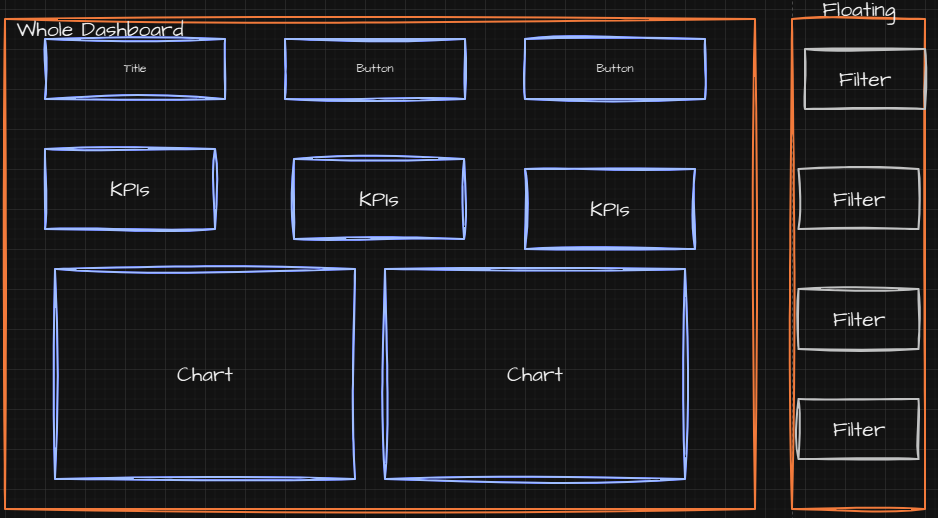 Floating
Whole Dashboard
Title
Button
Button
Filter
KPIs
KPIs
KPIs
Filter
Filter
Chart
Chart
Filter